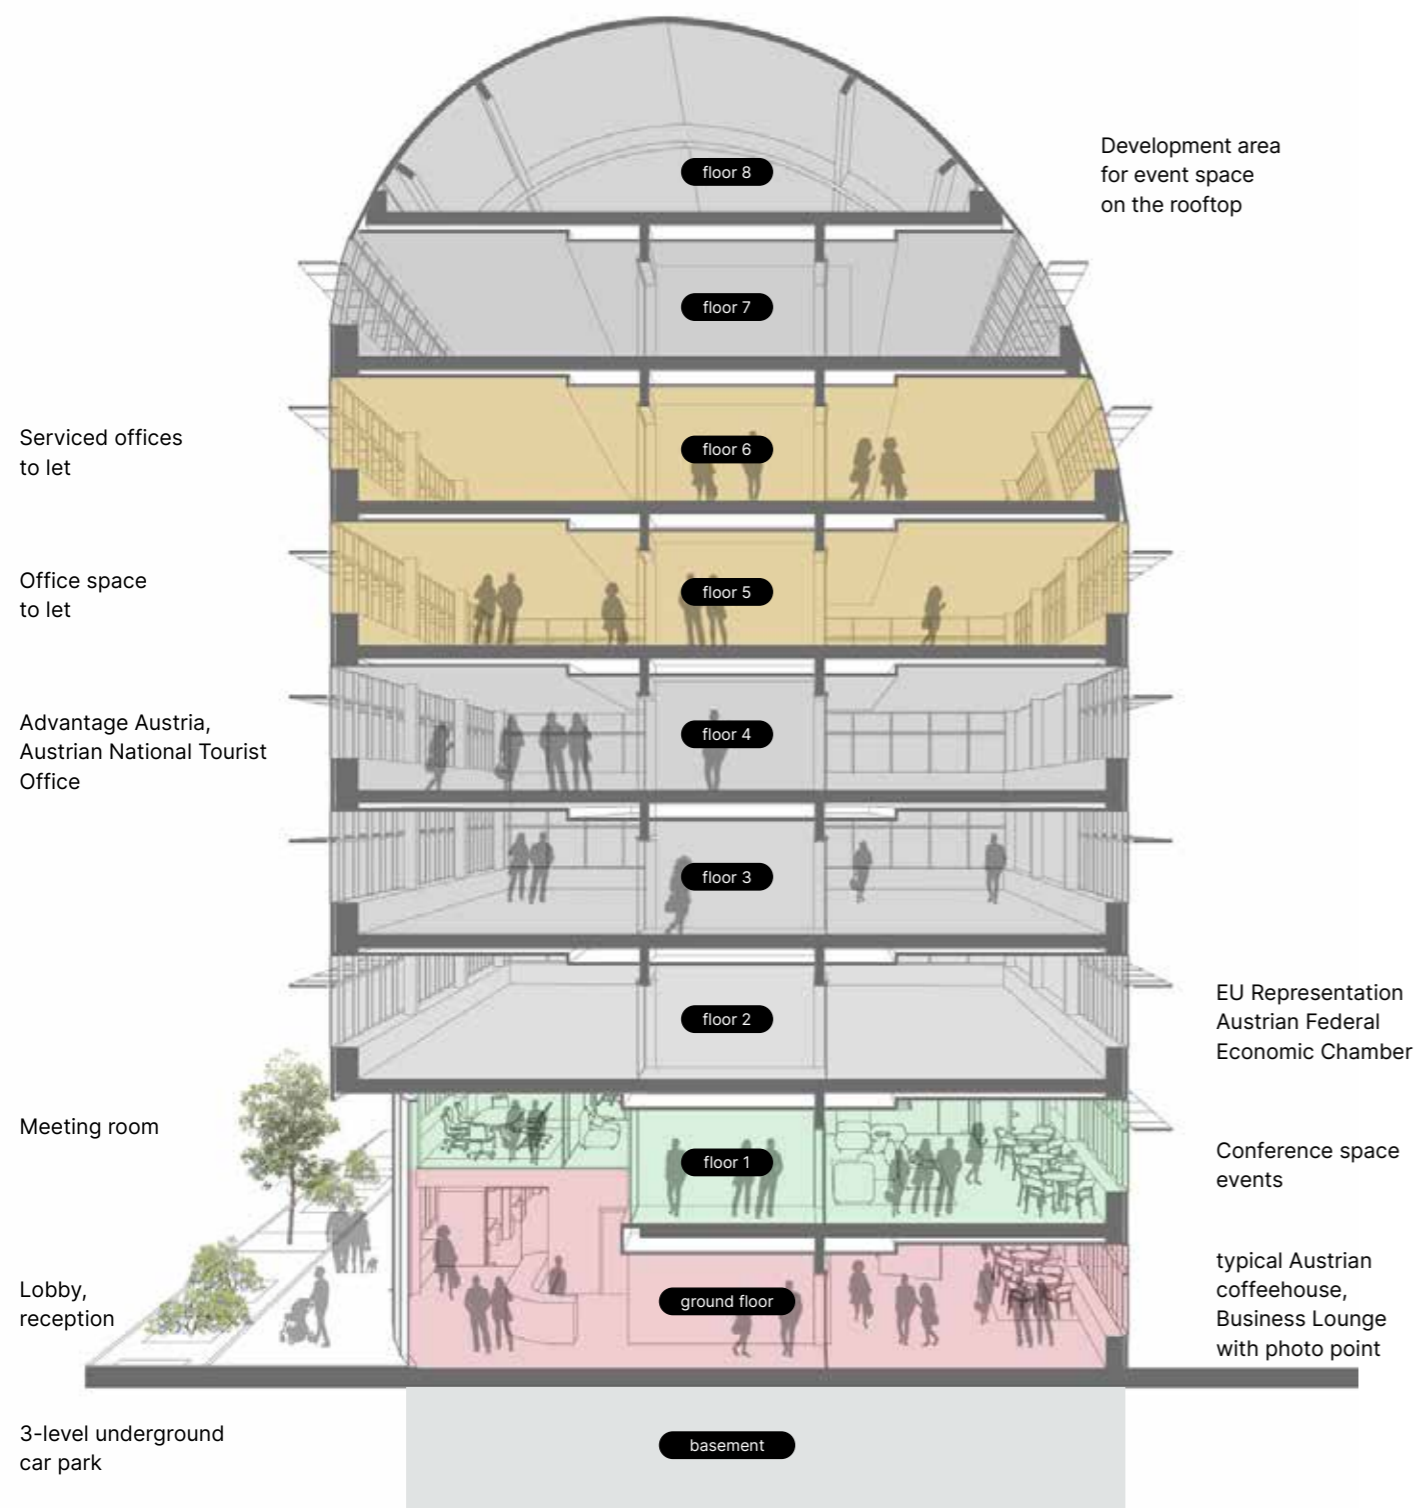 Development area
for event space
on the rooftop
floor 8
floor 7
Serviced offices
to let
floor 6
Office space
to let
floor 5
Advantage Austria,
Austrian National Tourist
Office
floor 4
floor 3
floor 2
EU Representation
Austrian Federal
Economic Chamber
Meeting room
floor 1
Conference space
events
Lobby,
reception
ground floor
typical Austrian
coffeehouse,
Business Lounge
with photo point
3-level underground
car park
basement